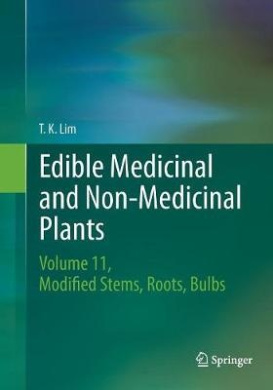 T. K. Lim
Edible Medicinal
and Non-Medicinal
Plants
Volume 11,
Modified Stems, Roots, Bulbs
Springer